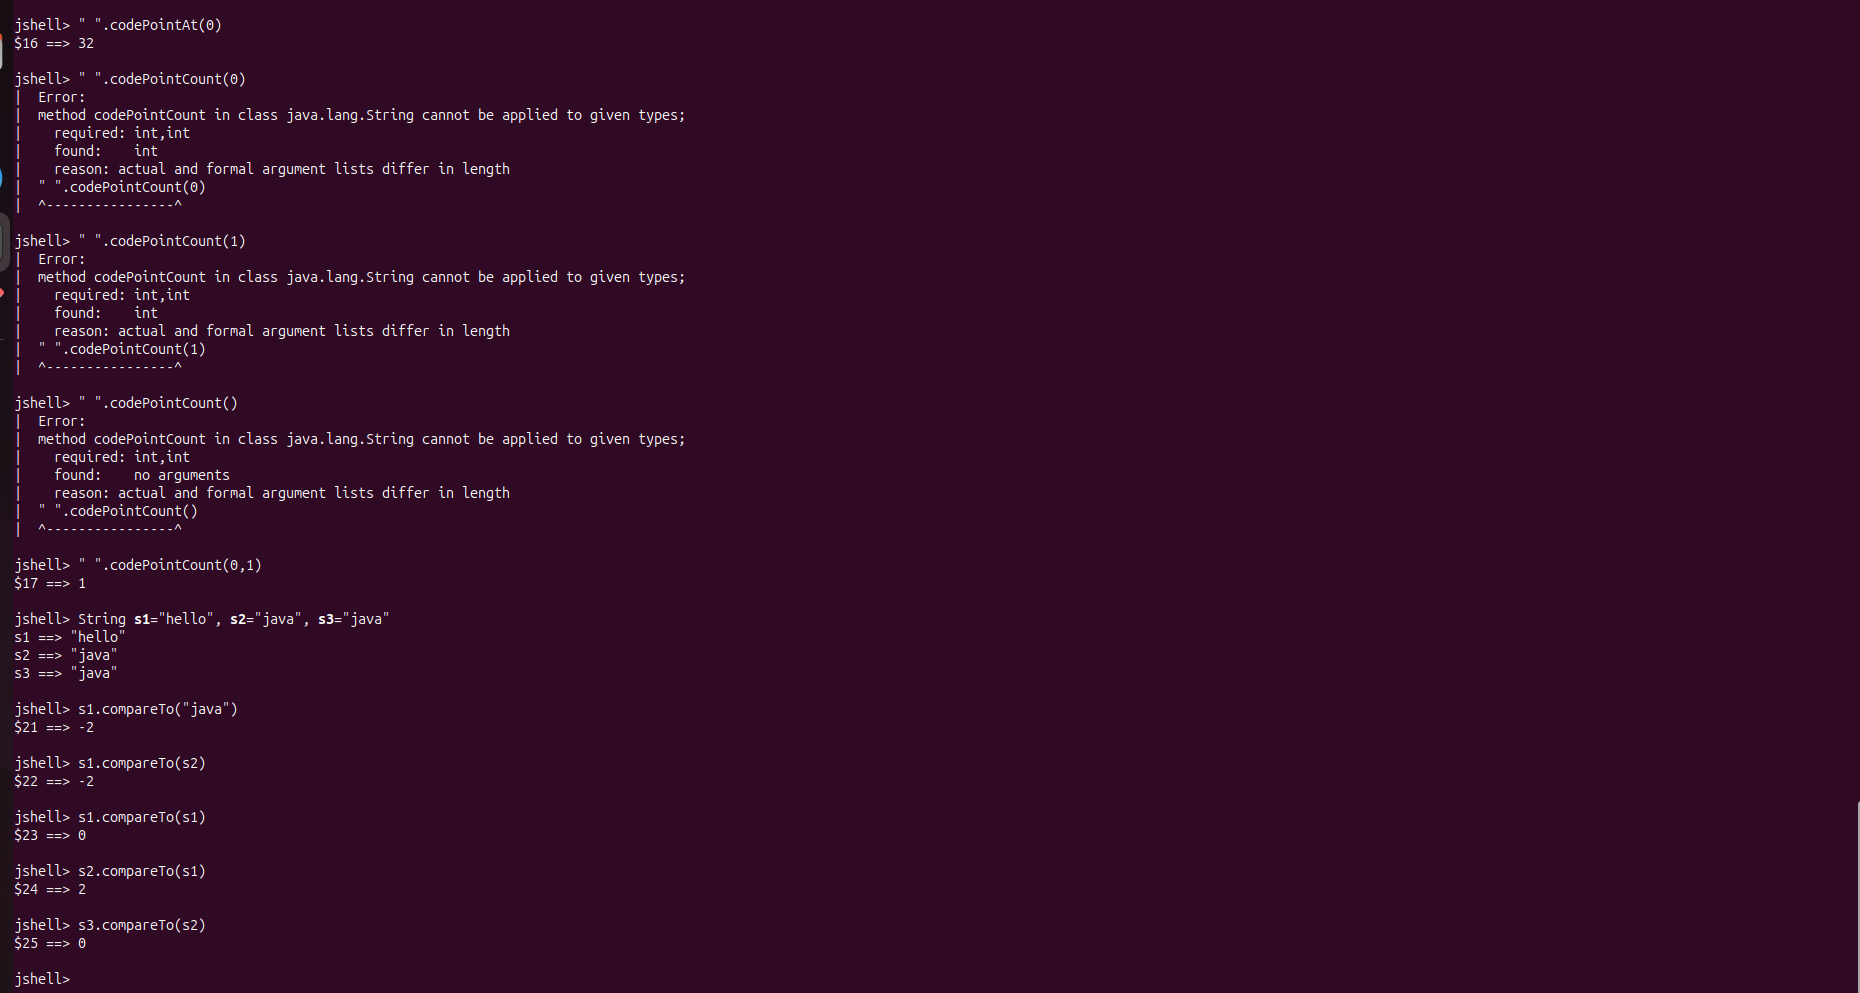 jshell> " ".codePointAt(0)
$16 ==> 32
jshell> " ".codePointCount(0)
|  Error:
|  method codePointCount in class java.lang.String cannot be applied to given types;
|    required: int,int
|    found:    int
|    reason: actual and formal argument lists differ in length
|  " ".codePointCount(0)
|  ^----------------^
jshell> " ".codePointCount(1)
|  Error:
|  method codePointCount in class java.lang.String cannot be applied to given types;
|    required: int,int
|    found:    int
|    reason: actual and formal argument lists differ in length
|  " ".codePointCount(1)
|  ^----------------^
jshell> " ".codePointCount()
|  Error:
|  method codePointCount in class java.lang.String cannot be applied to given types;
|    required: int,int
|    found:    no arguments
|    reason: actual and formal argument lists differ in length
|  " ".codePointCount()
|  ^----------------^
jshell> " ".codePointCount(0,1)
$17 ==> 1
jshell> String s1="hello", s2="java", s3="java"
s1 ==> "hello"
s2 ==> "java"
s3 ==> "java"
jshell> s1.compareTo("java")
$21 ==> -2
jshell> s1.compareTo(s2)
$22 ==> -2
jshell> s1.compareTo(s1)
$23 ==> 0
jshell> s2.compareTo(s1)
$24 ==> 2
jshell> s3.compareTo(s2)
$25 ==> 0
jshell>